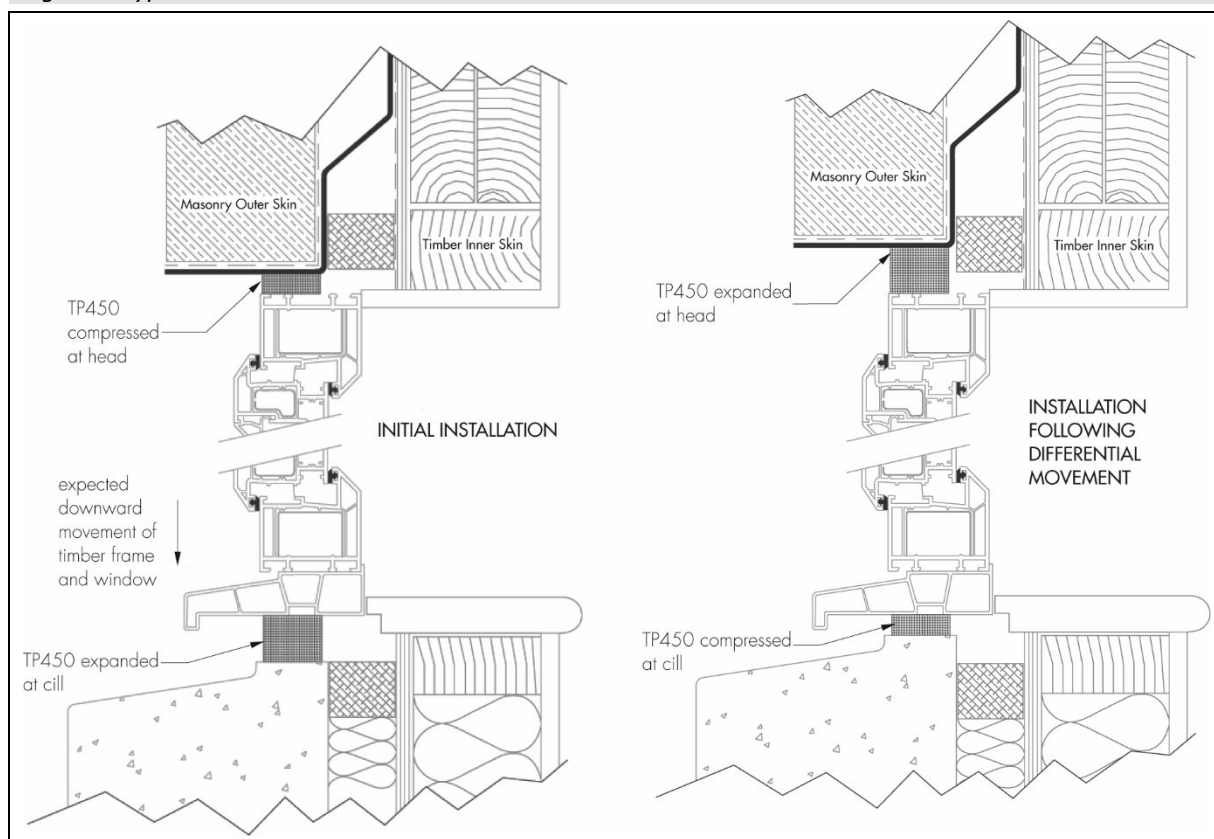 Masonry Outer Skin
Timber Inner Skin
TP450
compressed
at head
INITIAL INSTALLATION
expected
downward
movement of
timber frame
and window
TP450 expanded
at cill
Masonry Outer Skin
Timber Inner Skin
TP450 expanded
at head
INSTALLATION
FOLLOWING
DIFFERENTIAL
MOVEMENT
TP450 compressed
at cill